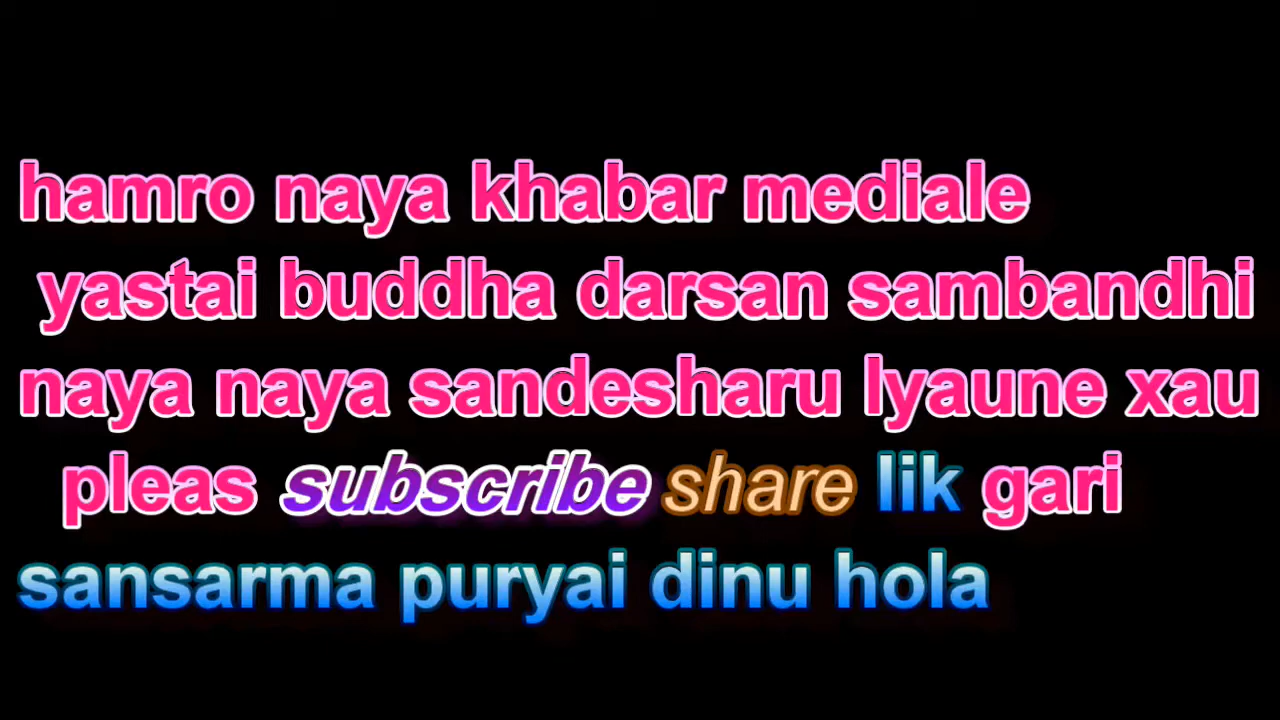 hamro naya khabar mediale
yastai buddha darsan sambandhi
naya naya sandesharu lyaune xau
pleas subscribe share lik gari
sansarma puryai dinu hola